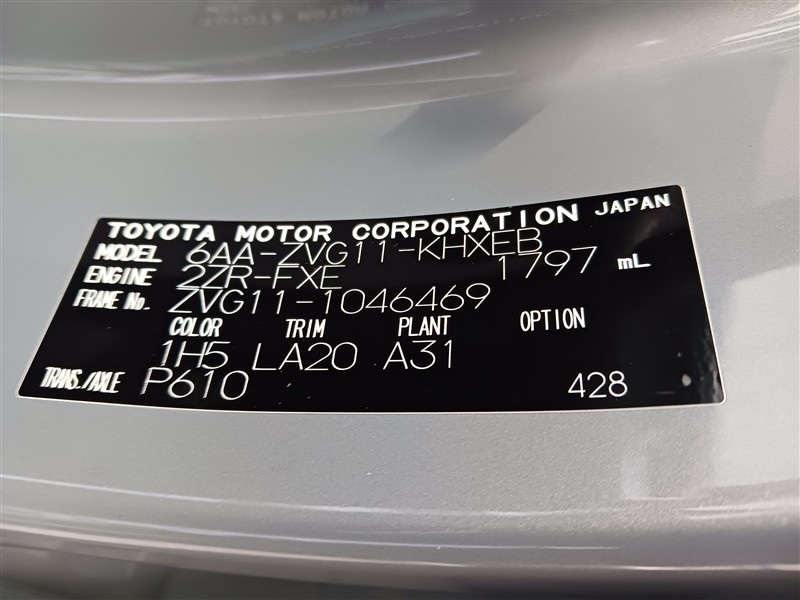 TOYOTA MOTOR CORPORATION JAPAN
MODEL 6AA-ZVG11-KHXEB
ENGINE 2ZR-FXE 1797 mL
FRAME No. ZVG11-1046469
COLOR TRIM PLANT OPTION
1H5 LA20 A31
TRANS./AXLE P610 428